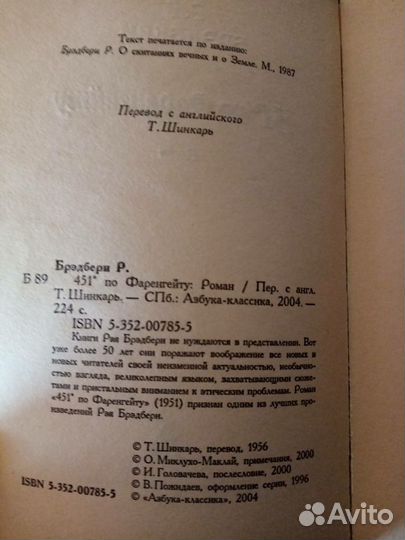 Текст печатается по изданию:
Брэдбери Р. О скитаниях вечных и о Земле. М., 1987
Перевод с английского
Т. Шинкарь
Брэдбери Р.
Б 89 451° по Фаренгейту: Роман / Пер. с англ.
Т. Шинкарь. — СПб.: Азбука-классика, 2004. —
224 с.
ISBN 5-352-00785-5
Книги Рэя Брэдбери не нуждаются в представлении. Вот
уже более 50 лет они поражают воображение все новых и
новых читателей своей неизменной актуальностью, необычно-
стью взгляда, великолепным языком, захватывающими сюже-
тами и пристальным вниманием к этическим проблемам. Роман
«451° по Фаренгейту» (1951) признан одним из лучших про-
изведений Рэя Брэдбери.
© Т. Шинкарь, перевод, 1956
© О. Миклухо-Маклай, примечания, 2000
© И. Головачева, послесловие, 2000
© В. Пожидаев, оформление серии, 1996
ISBN 5-352-00785-5 © «Азбука-классика», 2004
Avito